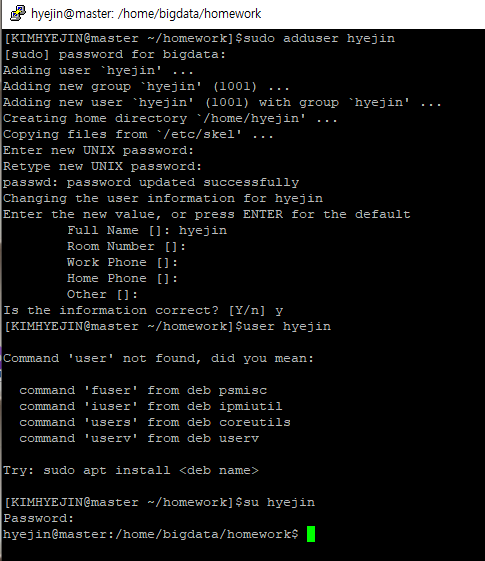 hyejin@master: /home/bigdata/homework
[KIMHYEJIN@master ~/homework]$sudo adduser hyejin
[sudo] password for bigdata:
Adding user `hyejin' ...
Adding new group `hyejin' (1001) ...
Adding new user `hyejin' (1001) with group `hyejin' ...
Creating home directory `/home/hyejin' ...
Copying files from `/etc/skel' ...
Enter new UNIX password:
Retype new UNIX password:
passwd: password updated successfully
Changing the user information for hyejin
Enter the new value, or press ENTER for the default
        Full Name []: hyejin
        Room Number []:
        Work Phone []:
        Home Phone []:
        Other []:
Is the information correct? [Y/n] y
[KIMHYEJIN@master ~/homework]$user hyejin
Command 'user' not found, did you mean:
  command 'fuser' from deb psmisc
  command 'iuser' from deb ipmiutil
  command 'users' from deb coreutils
  command 'userv' from deb userv
Try: sudo apt install <deb name>
[KIMHYEJIN@master ~/homework]$su hyejin
Password:
hyejin@master:/home/bigdata/homework$